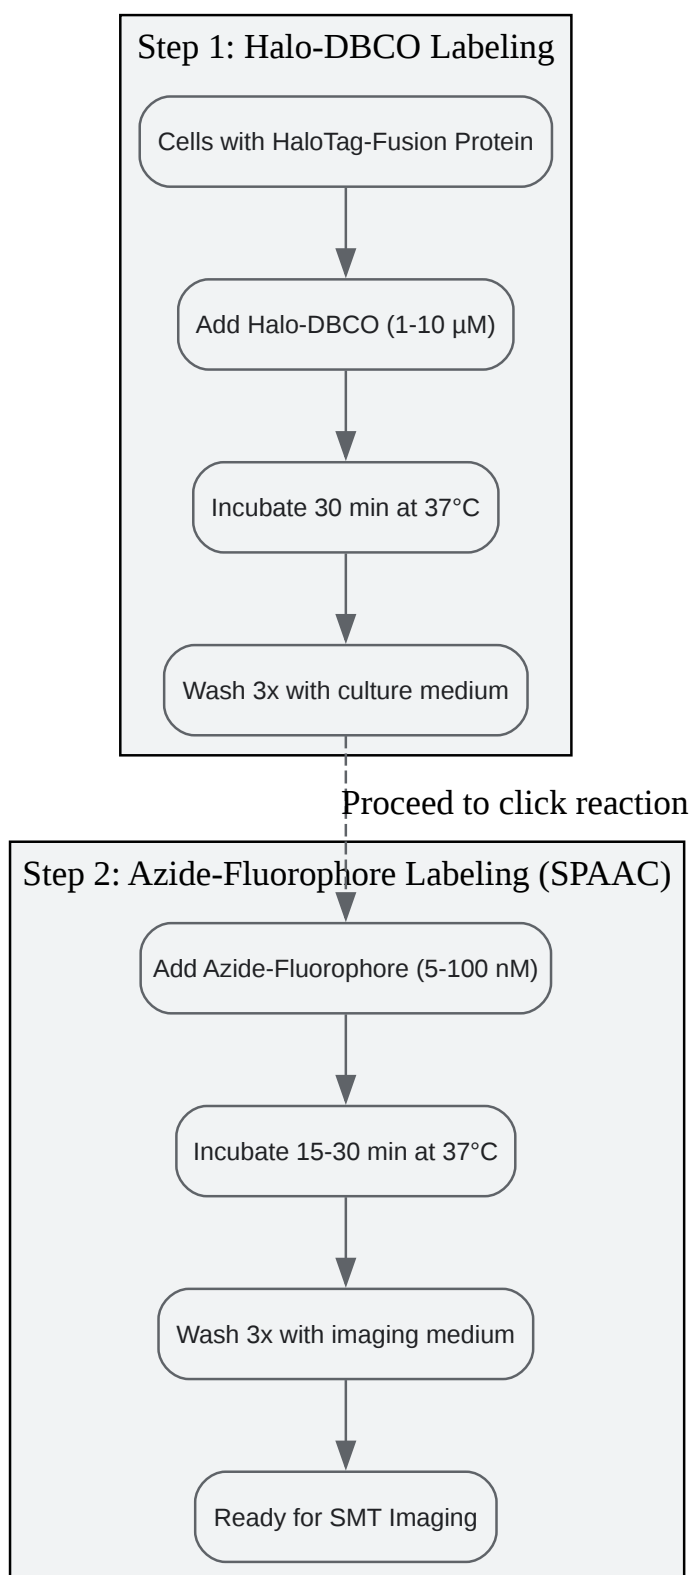 Step 1: Halo-DBCO Labeling
Cells with HaloTag-Fusion Protein
Add Halo-DBCO (1-10 µM)
Incubate 30 min at 37°C
Wash 3x with culture medium
Proceed to click reaction
Step 2: Azide-Fluorophore Labeling (SPAAC)
Add Azide-Fluorophore (5-100 nM)
Incubate 15-30 min at 37°C
Wash 3x with imaging medium
Ready for SMT Imaging